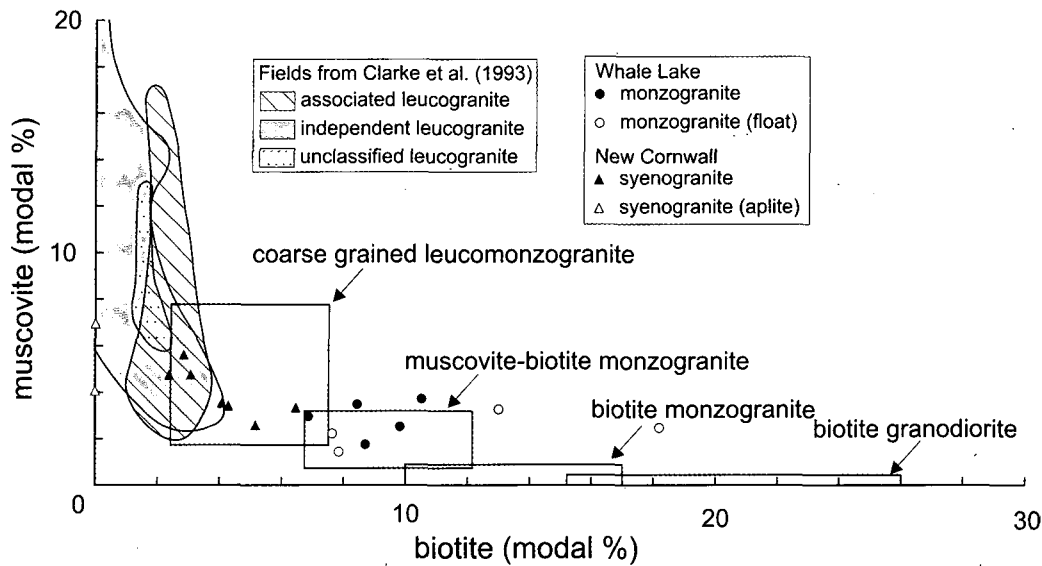 20
10
0
10
20
30
muscovite (modal %)
biotite (modal %)
Fields from Clarke et al. (1993)
associated leucogranite
independent leucogranite
unclassified leucogranite
Whale Lake
monzogranite
monzogranite (float)
New Cornwall
syenogranite
syenogranite (aplite)
coarse grained leucomonzogranite
muscovite-biotite monzogranite
biotite monzogranite
biotite granodiorite